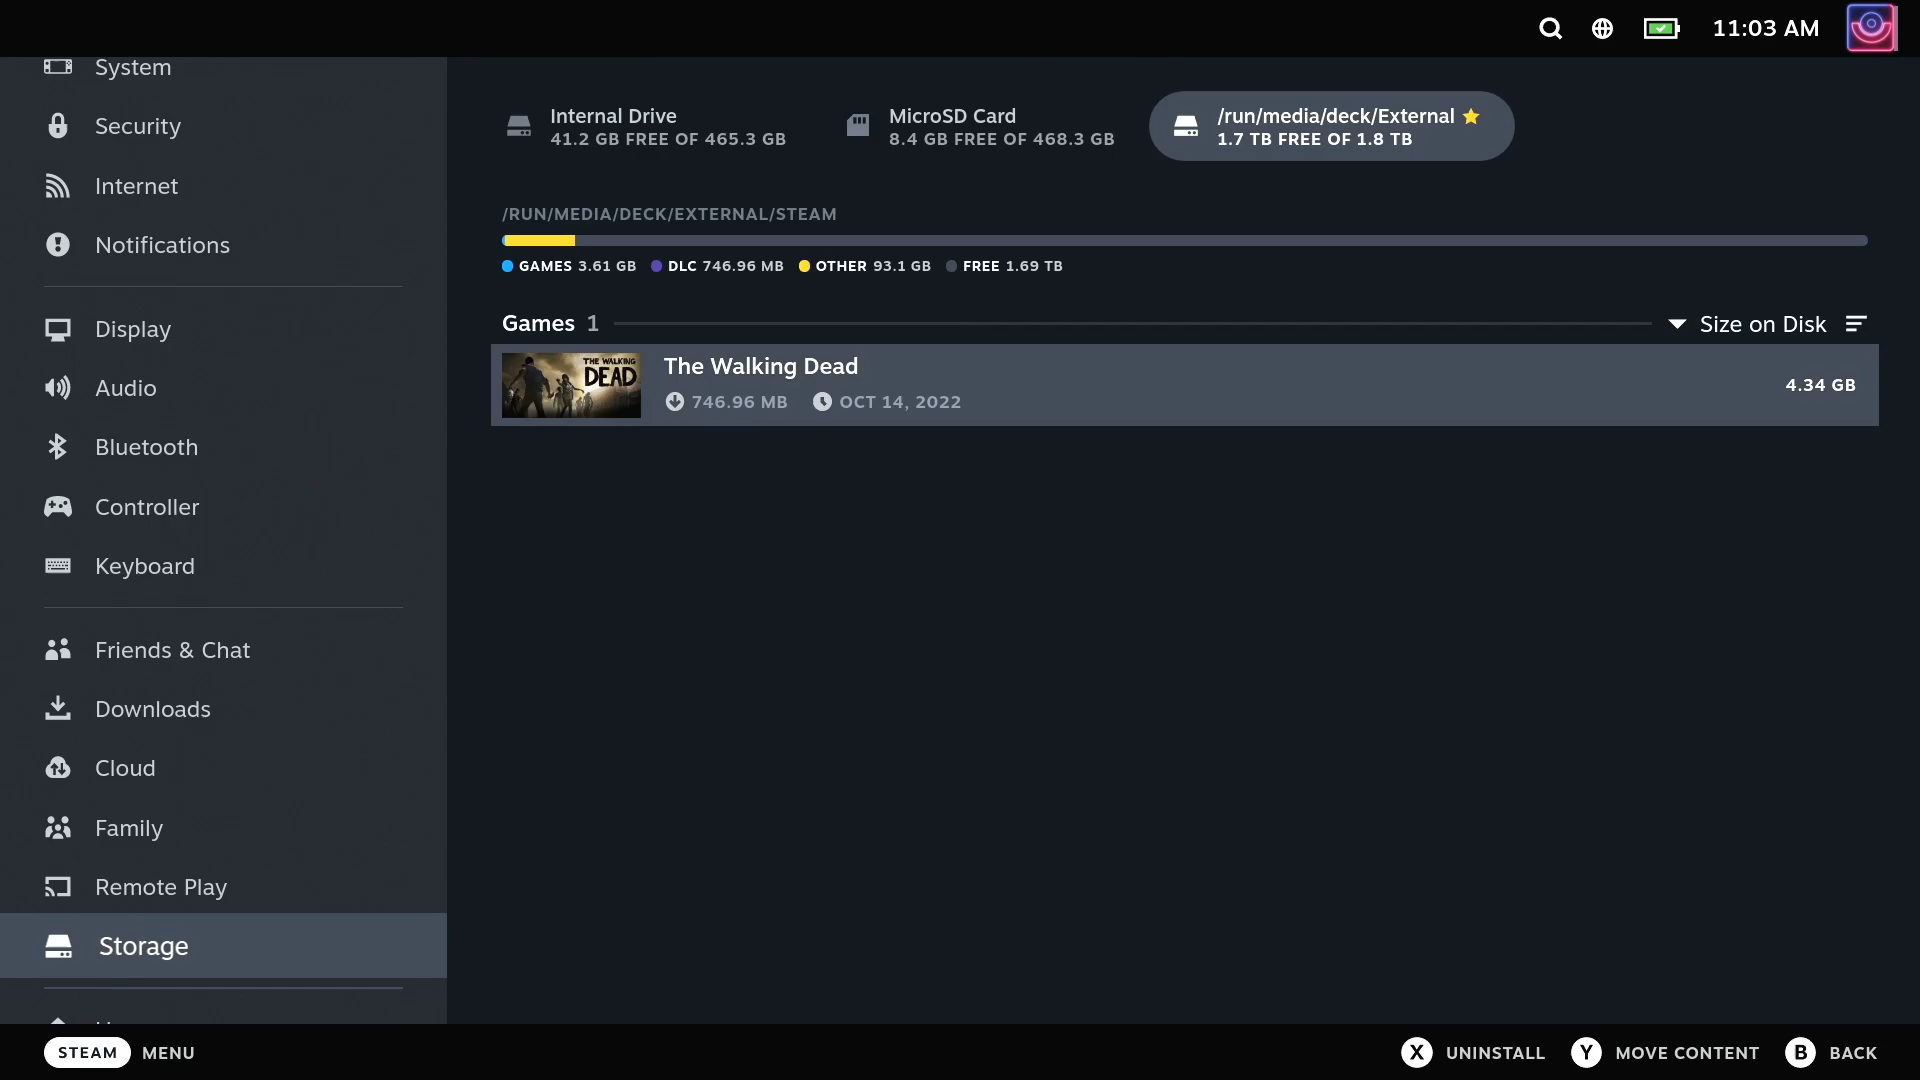 11:03 AM
System
Security
Internet
Notifications
Display
Audio
Bluetooth
Controller
Keyboard
Friends & Chat
Downloads
Cloud
Family
Remote Play
Storage
Internal Drive
41.2 GB FREE OF 465.3 GB
MicroSD Card
8.4 GB FREE OF 468.3 GB
/run/media/deck/External
1.7 TB FREE OF 1.8 TB
/RUN/MEDIA/DECK/EXTERNAL/STEAM
GAMES 3.61 GB DLC 746.96 MB OTHER 93.1 GB FREE 1.69 TB
Games 1 Size on Disk
THE WALKING
DEAD
The Walking Dead
746.96 MB OCT 14, 2022
4.34 GB
STEAM MENU
X UNINSTALL Y MOVE CONTENT B BACK